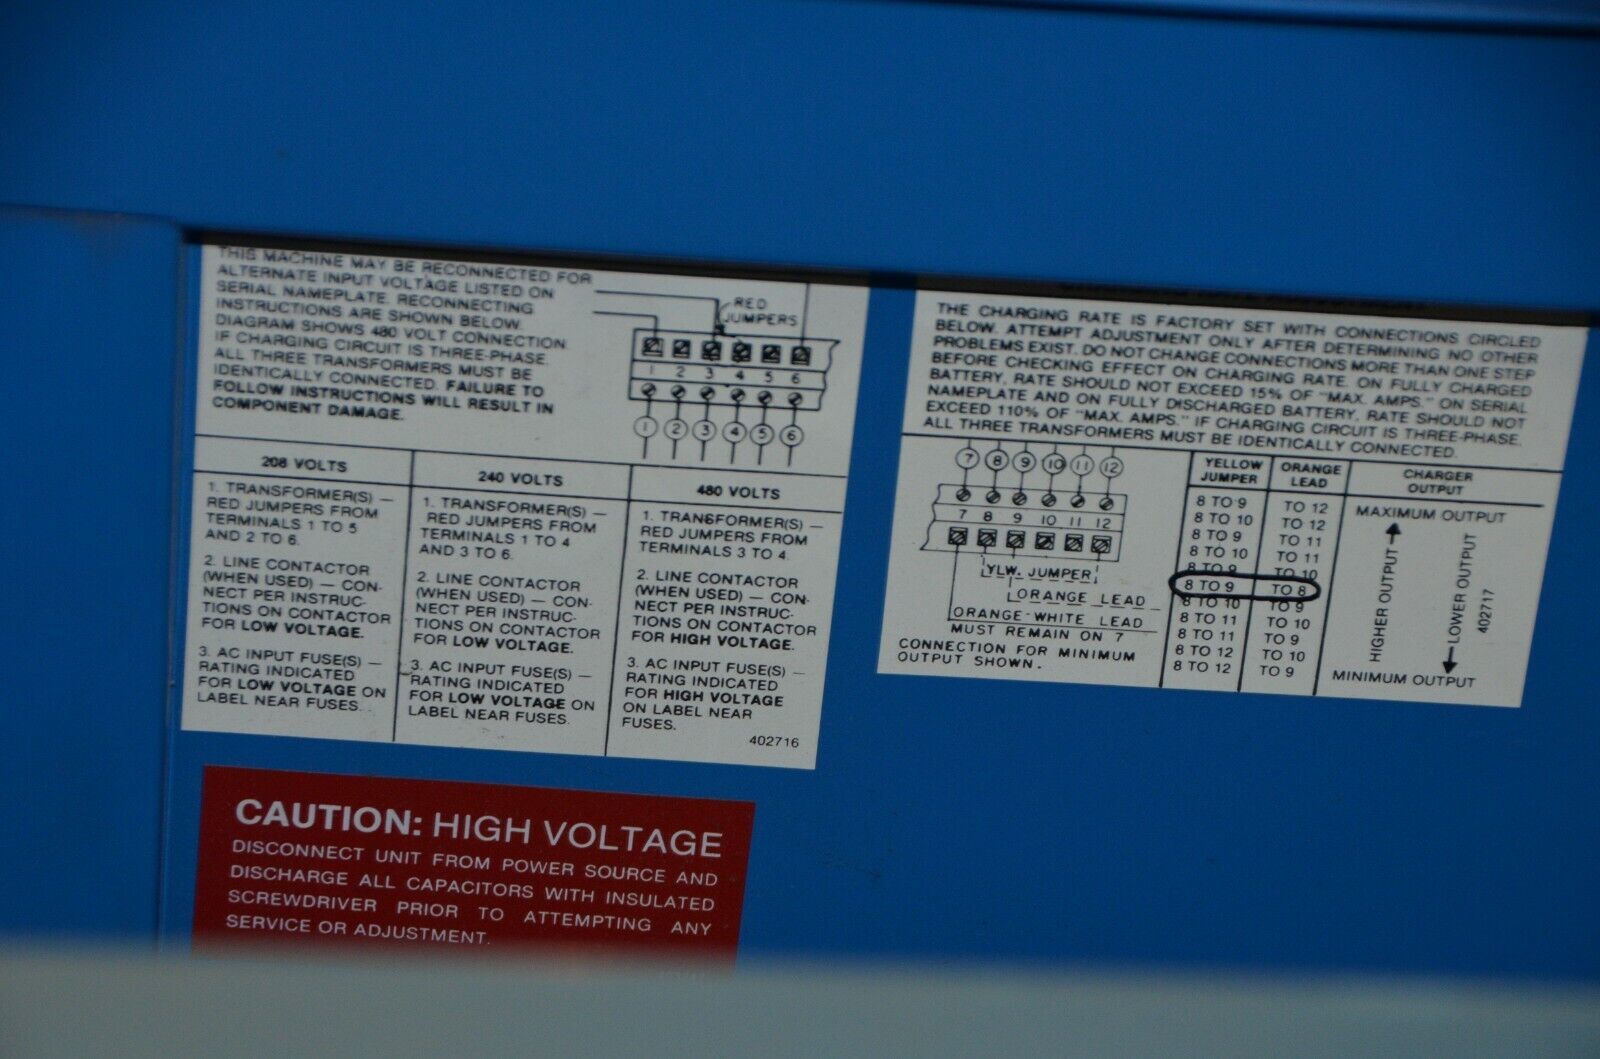 THIS MACHINE MAY BE RECONNECTED FOR
ALTERNATE INPUT VOLTAGE LISTED ON
SERIAL NAMEPLATE. RECONNECTING
INSTRUCTIONS ARE SHOWN BELOW.
DIAGRAM SHOWS 480 VOLT CONNECTION.
IF CHARGING CIRCUIT IS THREE-PHASE.
ALL THREE TRANSFORMERS MUST BE
IDENTICALLY CONNECTED. FAILURE TO
FOLLOW INSTRUCTIONS WILL RESULT IN
COMPONENT DAMAGE.
RED
JUMPERS
1 2 3 4 5 6
1 2 3 4 5 6
208 VOLTS
1. TRANSFORMER(S) —
RED JUMPERS FROM
TERMINALS 1 TO 5
AND 2 TO 6.
2. LINE CONTACTOR
(WHEN USED) — CON-
NECT PER INSTRUC-
TIONS ON CONTACTOR
FOR LOW VOLTAGE.
3. AC INPUT FUSE(S) —
RATING INDICATED
FOR LOW VOLTAGE ON
LABEL NEAR FUSES.
240 VOLTS
1. TRANSFORMER(S) —
RED JUMPERS FROM
TERMINALS 1 TO 4
AND 3 TO 6.
2. LINE CONTACTOR
(WHEN USED) — CON-
NECT PER INSTRUC-
TIONS ON CONTACTOR
FOR LOW VOLTAGE.
3. AC INPUT FUSE(S) —
RATING INDICATED
FOR LOW VOLTAGE ON
LABEL NEAR FUSES.
480 VOLTS
1. TRANSFORMER(S) —
RED JUMPERS FROM
TERMINALS 3 TO 4.
2. LINE CONTACTOR
(WHEN USED) — CON-
NECT PER INSTRUC-
TIONS ON CONTACTOR
FOR HIGH VOLTAGE.
3. AC INPUT FUSE(S) —
RATING INDICATED
FOR HIGH VOLTAGE
ON LABEL NEAR
FUSES.
402716
THE CHARGING RATE IS FACTORY SET WITH CONNECTIONS CIRCLED
BELOW. ATTEMPT ADJUSTMENT ONLY AFTER DETERMINING NO OTHER
PROBLEMS EXIST. DO NOT CHANGE CONNECTIONS MORE THAN ONE STEP
BEFORE CHECKING EFFECT ON CHARGING RATE. ON FULLY CHARGED
BATTERY, RATE SHOULD NOT EXCEED 15% OF "MAX. AMPS." ON SERIAL
NAMEPLATE AND ON FULLY DISCHARGED BATTERY, RATE SHOULD NOT
EXCEED 110% OF "MAX. AMPS." IF CHARGING CIRCUIT IS THREE-PHASE.
ALL THREE TRANSFORMERS MUST BE IDENTICALLY CONNECTED.
7 8 9 10 11 12
7 8 9 10 11 12
YLW. JUMPER
ORANGE LEAD
ORANGE-WHITE LEAD
MUST REMAIN ON 7
CONNECTION FOR MINIMUM
OUTPUT SHOWN.
YELLOW JUMPER
ORANGE LEAD
CHARGER OUTPUT
8 TO 9 TO 12
8 TO 10 TO 12
8 TO 9 TO 11
8 TO 10 TO 11
8 TO 9 TO 10
8 TO 9 TO 8
8 TO 10 TO 9
8 TO 11 TO 10
8 TO 11 TO 9
8 TO 12 TO 10
8 TO 12 TO 9
MAXIMUM OUTPUT
HIGHER OUTPUT
LOWER OUTPUT
402717
MINIMUM OUTPUT
CAUTION: HIGH VOLTAGE
DISCONNECT UNIT FROM POWER SOURCE AND
DISCHARGE ALL CAPACITORS WITH INSULATED
SCREWDRIVER PRIOR TO ATTEMPTING ANY
SERVICE OR ADJUSTMENT.